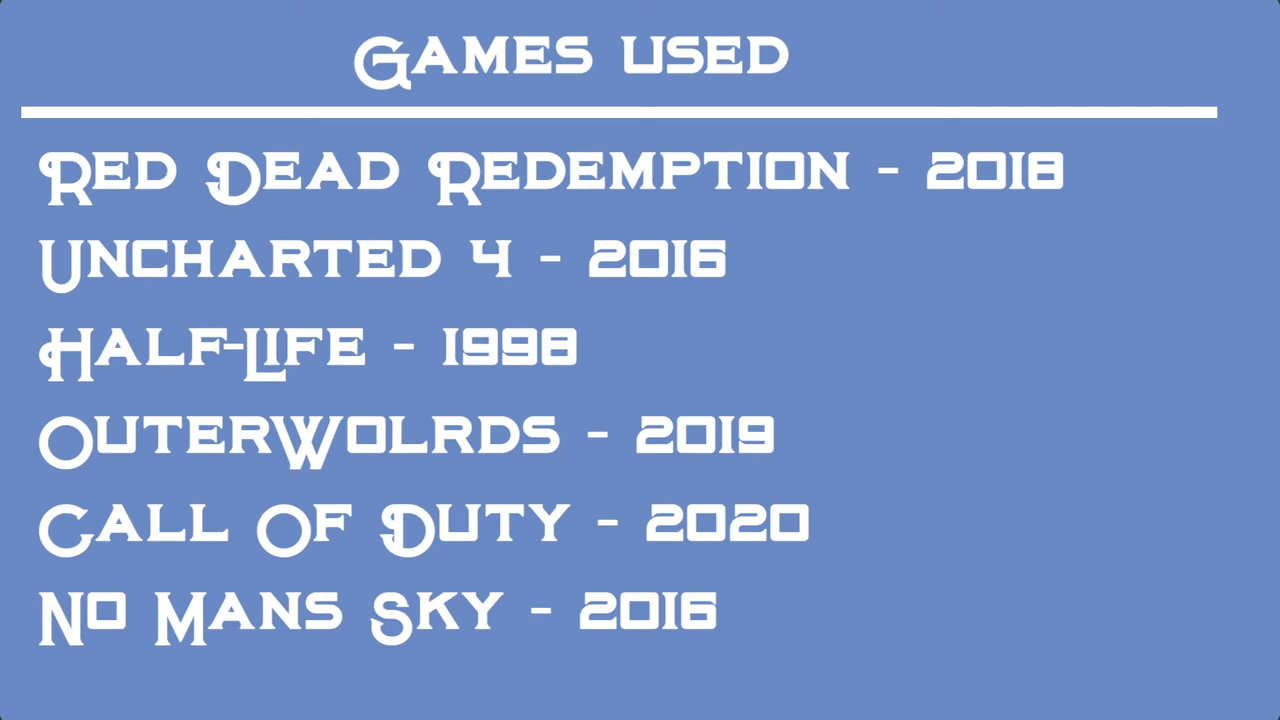 Games used
Red Dead Redemption - 2018
Uncharted 4 - 2016
Half-Life - 1998
OuterWolrds - 2019
Call Of Duty - 2020
No Mans Sky - 2016